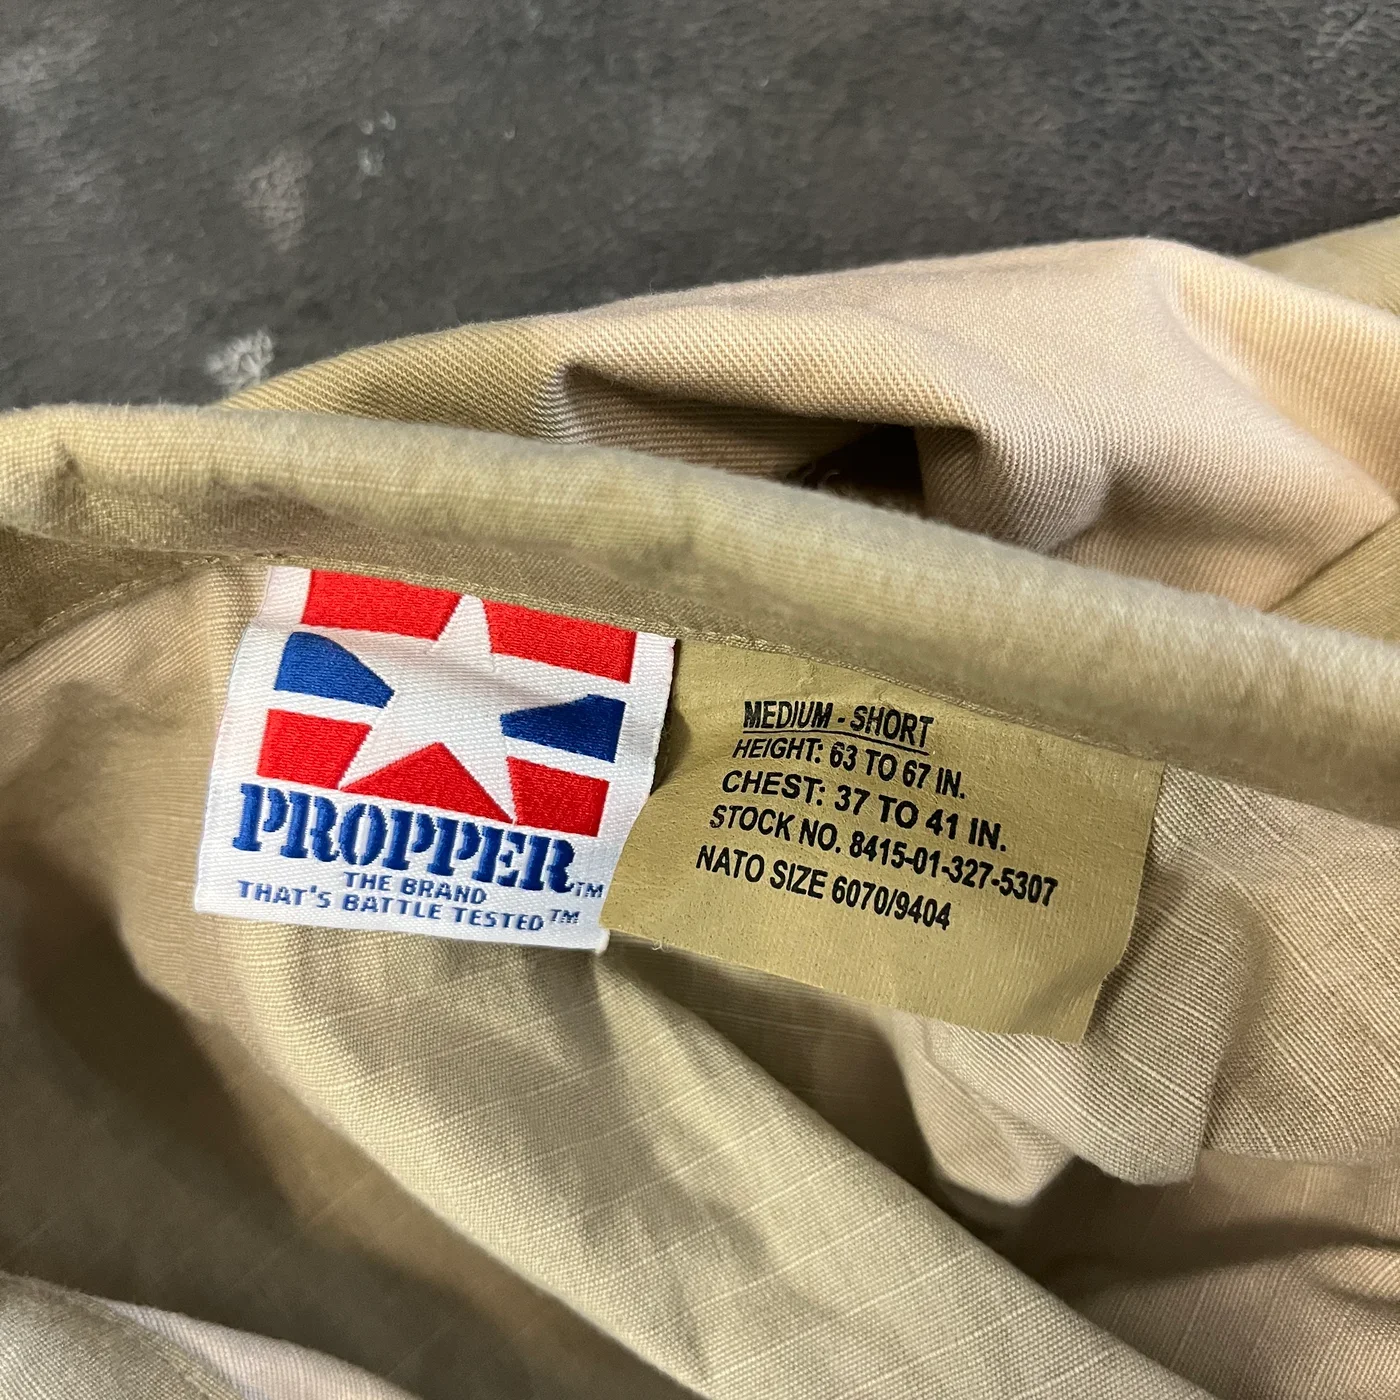 PROPPER™
THE BRAND
THAT'S BATTLE TESTED™
MEDIUM - SHORT
HEIGHT: 63 TO 67 IN.
CHEST: 37 TO 41 IN.
STOCK NO. 8415-01-327-5307
NATO SIZE 6070/9404